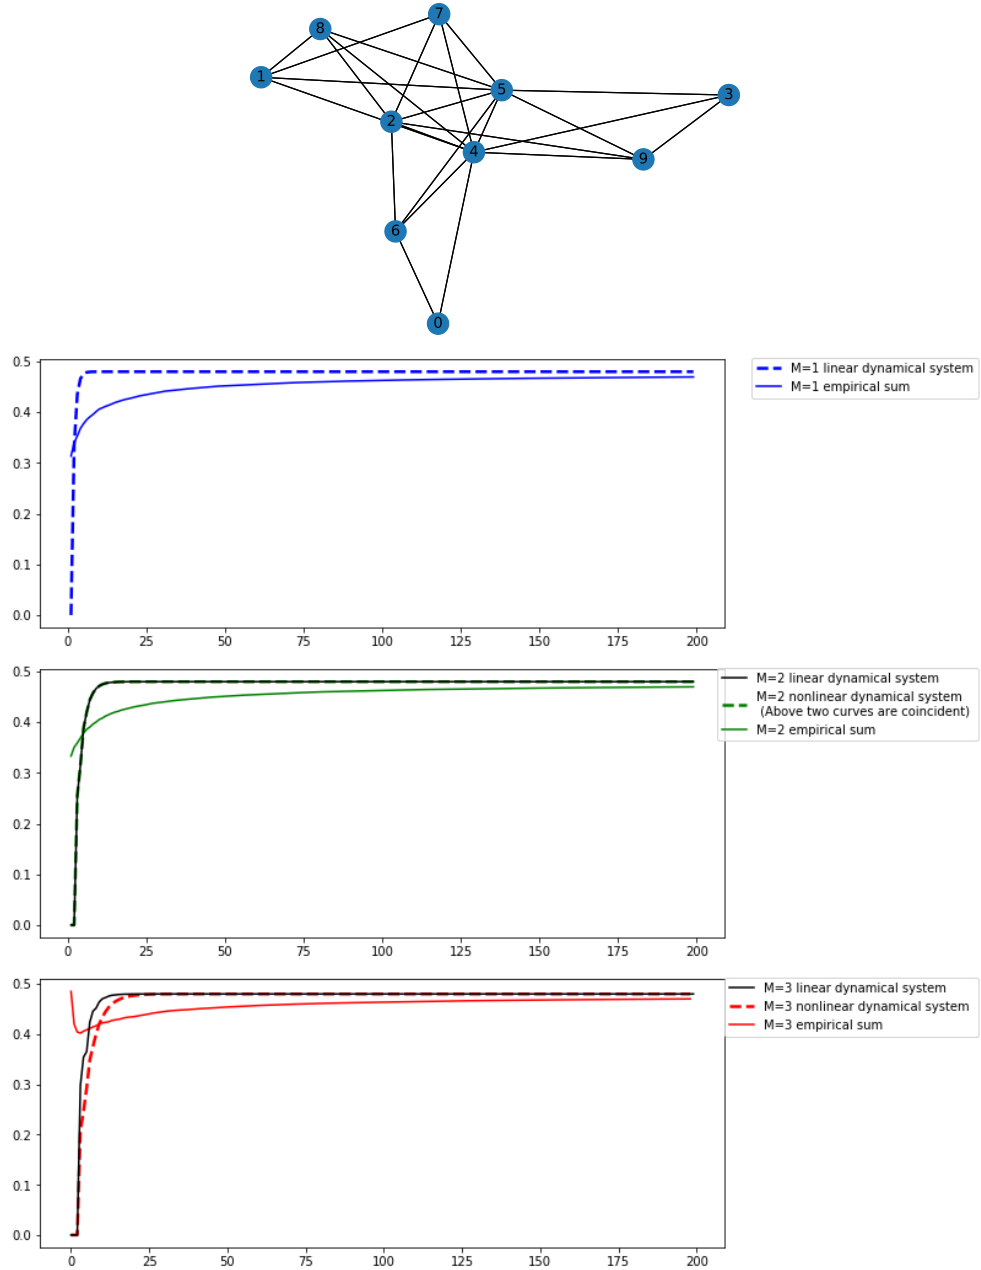 7
8
1
5
3
2
4
9
6
0
0.5
0.4
0.3
0.2
0.1
0.0
0 25 50 75 100 125 150 175 200
M=1 linear dynamical system
M=1 empirical sum
0.5
0.4
0.3
0.2
0.1
0.0
0 25 50 75 100 125 150 175 200
M=2 linear dynamical system
M=2 nonlinear dynamical system
(Above two curves are coincident)
M=2 empirical sum
0.5
0.4
0.3
0.2
0.1
0.0
0 25 50 75 100 125 150 175 200
M=3 linear dynamical system
M=3 nonlinear dynamical system
M=3 empirical sum